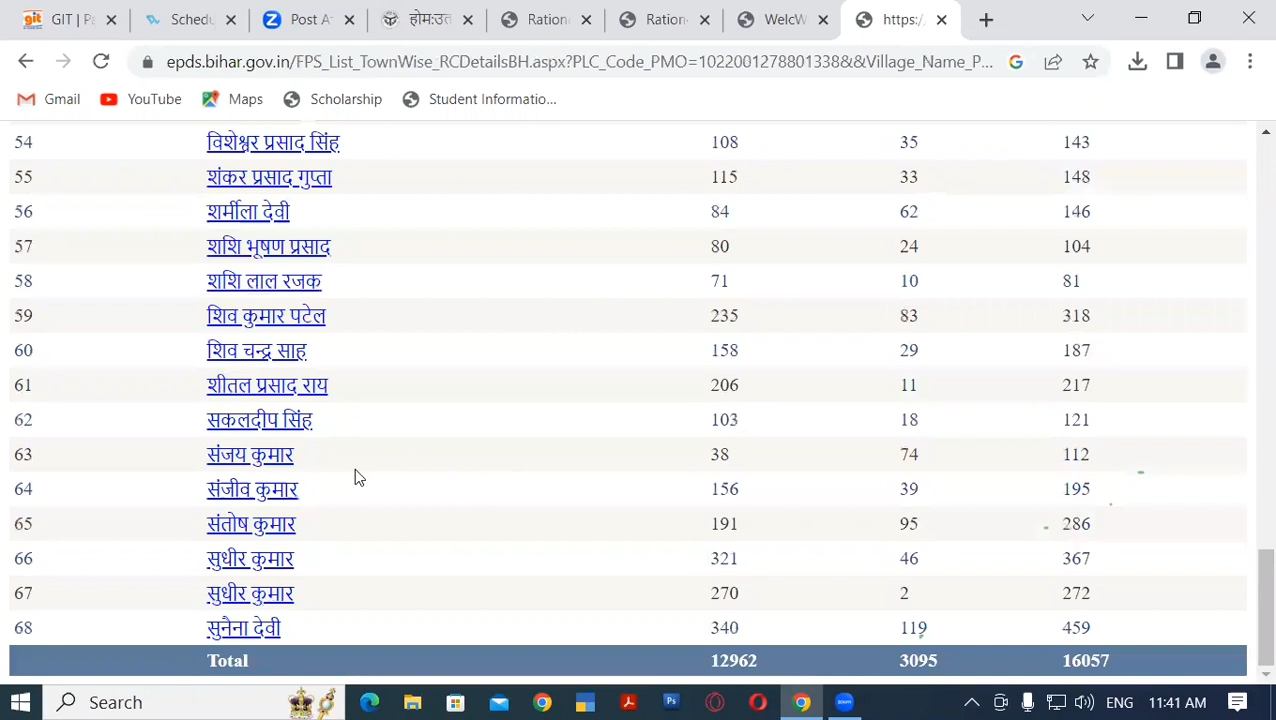 GIT | Pa
Schedu
Post A
होम:उत
Ration
Ration
WelcW
https:/
epds.bihar.gov.in/FPS_List_TownWise_RCDetailsBH.aspx?PLC_Code_PMO=1022001278801338&&Village_Name_P...
Gmail YouTube Maps Scholarship Student Informatio...
54 विशेश्वर प्रसाद सिंह 108 35 143
55 शंकर प्रसाद गुप्ता 115 33 148
56 शर्मीला देवी 84 62 146
57 शशि भूषण प्रसाद 80 24 104
58 शशि लाल रजक 71 10 81
59 शिव कुमार पटेल 235 83 318
60 शिव चन्द्र साह 158 29 187
61 शीतल प्रसाद राय 206 11 217
62 सकलदीप सिंह 103 18 121
63 संजय कुमार 38 74 112
64 संजीव कुमार 156 39 195
65 संतोष कुमार 191 95 286
66 सुधीर कुमार 321 46 367
67 सुधीर कुमार 270 2 272
68 सुनैना देवी 340 119 459
Total 12962 3095 16057
Search ENG 11:41 AM